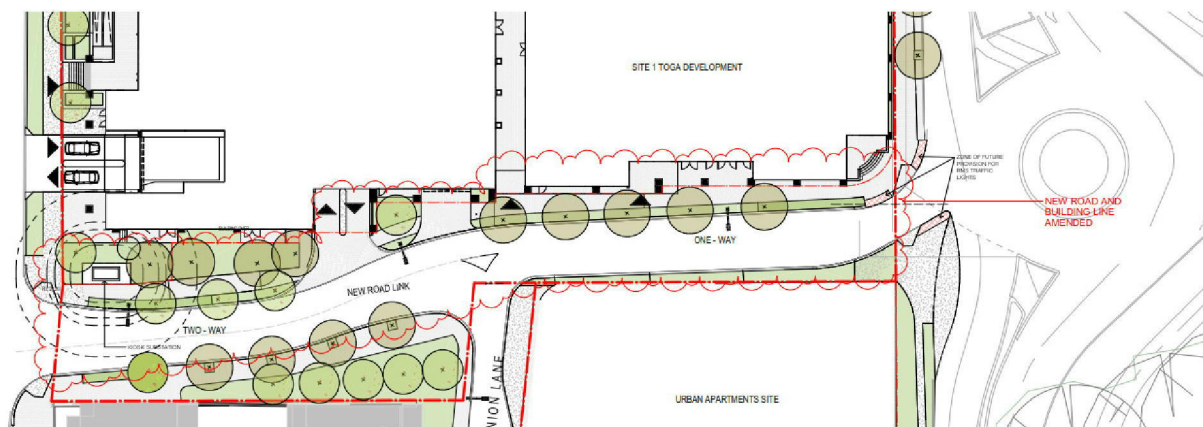 SITE 1 TOGA DEVELOPMENT
ZONE OF FUTURE
PROVISION FOR
RMS TRAFFIC
LIGHTS
NEW ROAD AND
BUILDING LINE
AMENDED
ONE - WAY
NEW ROAD LINK
TWO - WAY
KIOSK SUBSTATION
UNION LANE
URBAN APARTMENTS SITE